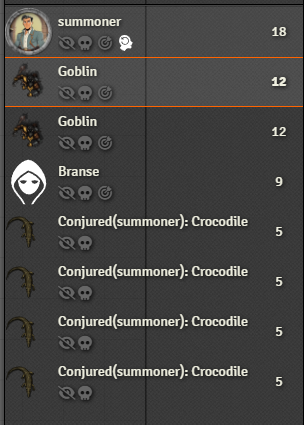 summoner
18
Goblin
12
Goblin
12
Branse
9
Conjured(summoner): Crocodile
5
Conjured(summoner): Crocodile
5
Conjured(summoner): Crocodile
5
Conjured(summoner): Crocodile
5